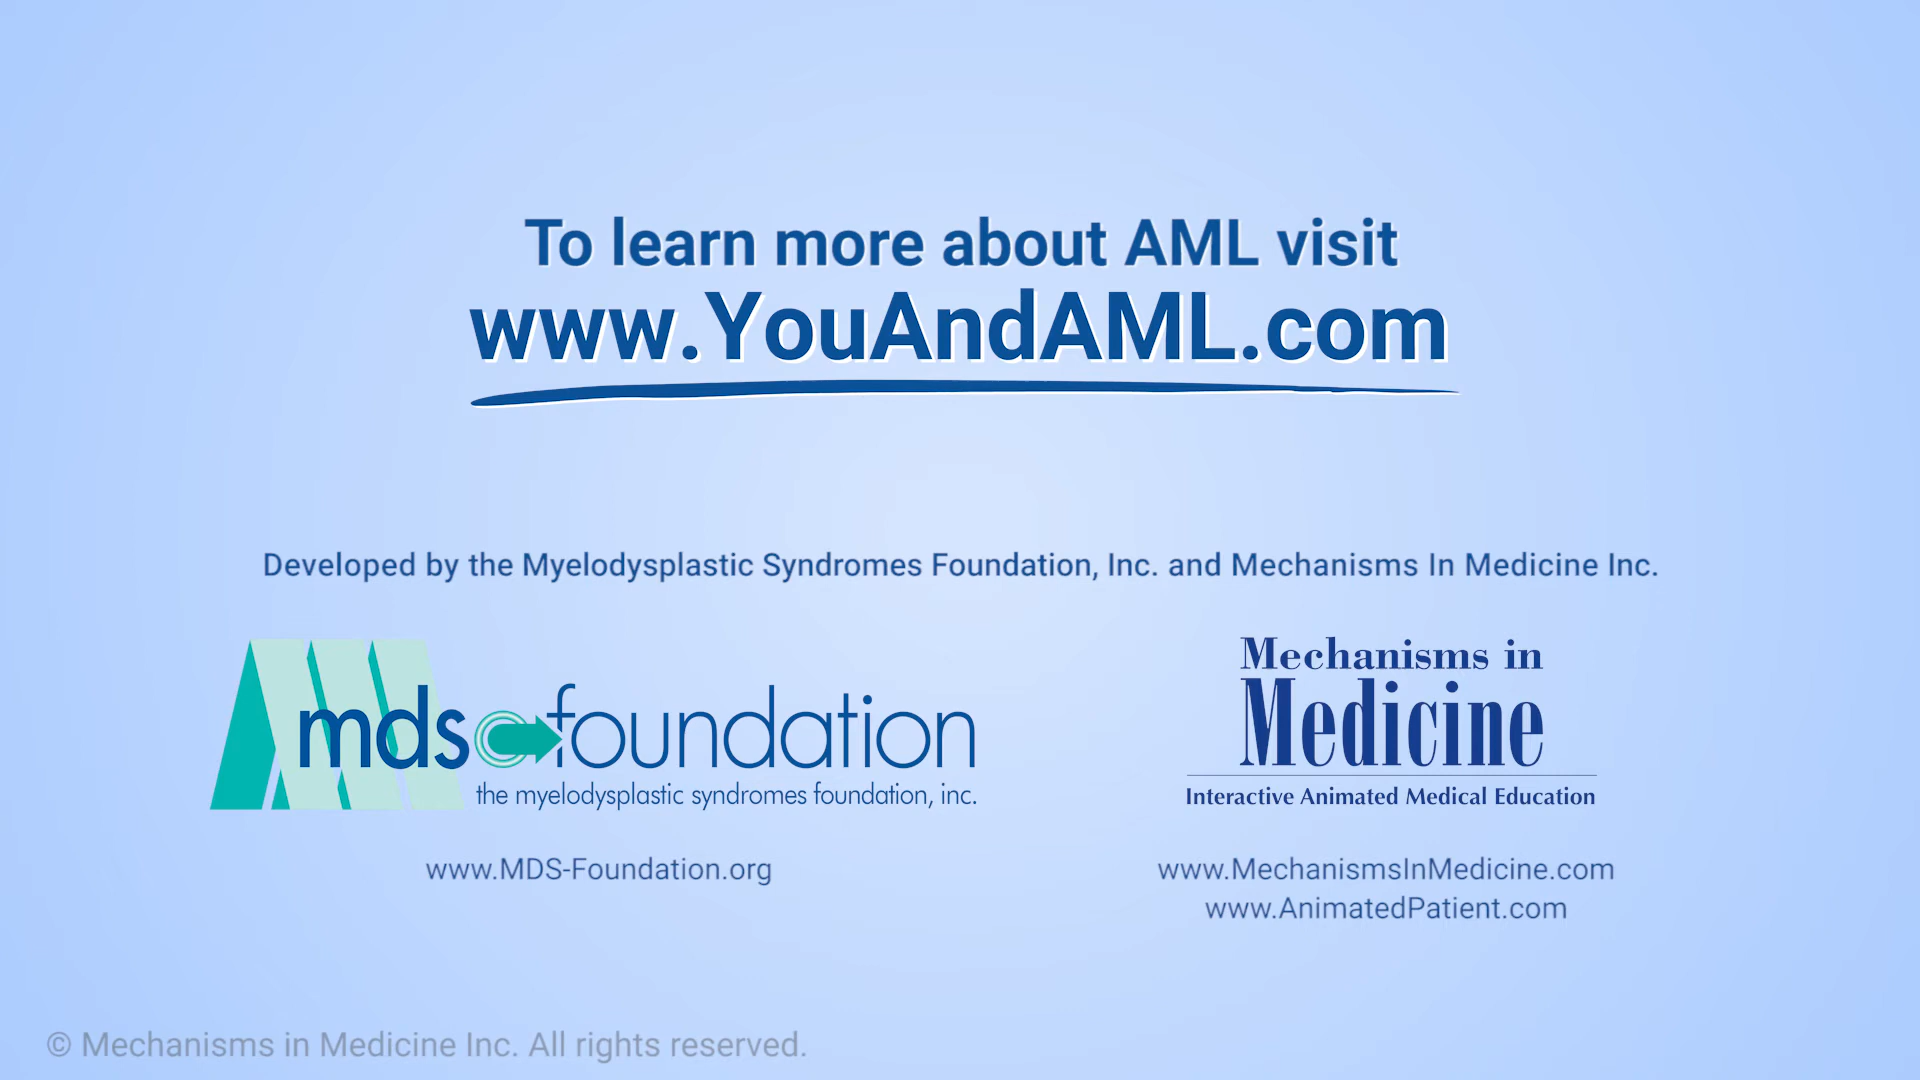 To learn more about AML visit
www.YouAndAML.com
Developed by the Myelodysplastic Syndromes Foundation, Inc. and Mechanisms In Medicine Inc.
mds foundation
the myelodysplastic syndromes foundation, inc.
www.MDS-Foundation.org
Mechanisms in
Medicine
Interactive Animated Medical Education
www.MechanismsInMedicine.com
www.AnimatedPatient.com
© Mechanisms in Medicine Inc. All rights reserved.